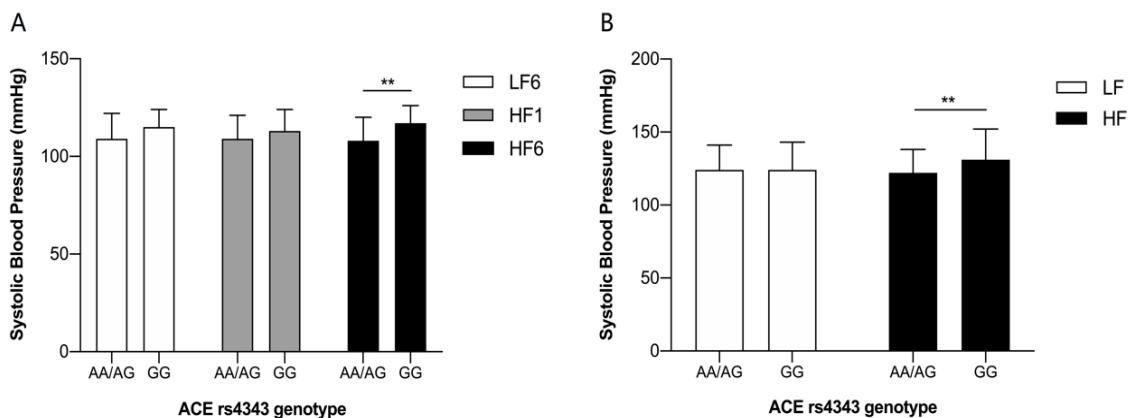 A
Systolic Blood Pressure (mmHg)
150
100
50
0
**
LF6
HF1
HF6
AA/AG GG AA/AG GG AA/AG GG
ACE rs4343 genotype
B
Systolic Blood Pressure (mmHg)
200
150
100
50
0
**
LF
HF
AA/AG GG AA/AG GG
ACE rs4343 genotype